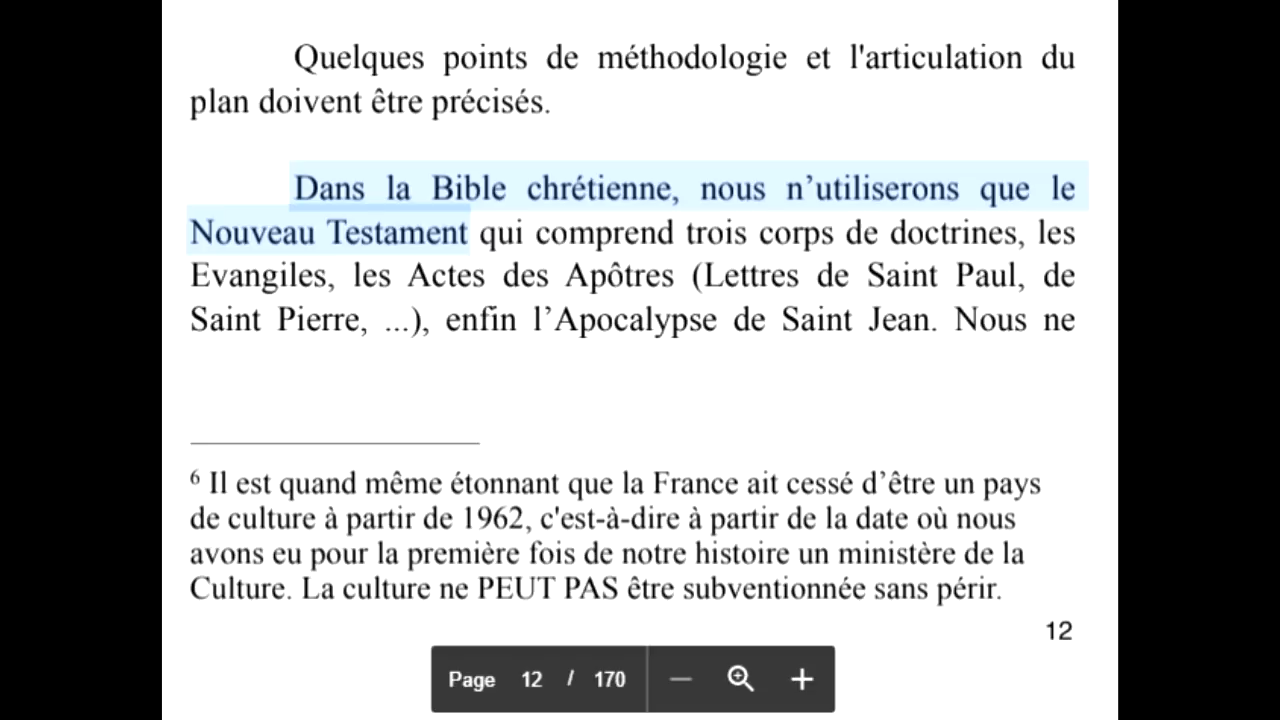 Quelques points de méthodologie et l'articulation du
plan doivent être précisés.
Dans la Bible chrétienne, nous n’utiliserons que le
Nouveau Testament qui comprend trois corps de doctrines, les
Evangiles, les Actes des Apôtres (Lettres de Saint Paul, de
Saint Pierre, ...), enfin l’Apocalypse de Saint Jean. Nous ne
6 Il est quand même étonnant que la France ait cessé d’être un pays
de culture à partir de 1962, c'est-à-dire à partir de la date où nous
avons eu pour la première fois de notre histoire un ministère de la
Culture. La culture ne PEUT PAS être subventionnée sans périr.
12
Page 12 / 170